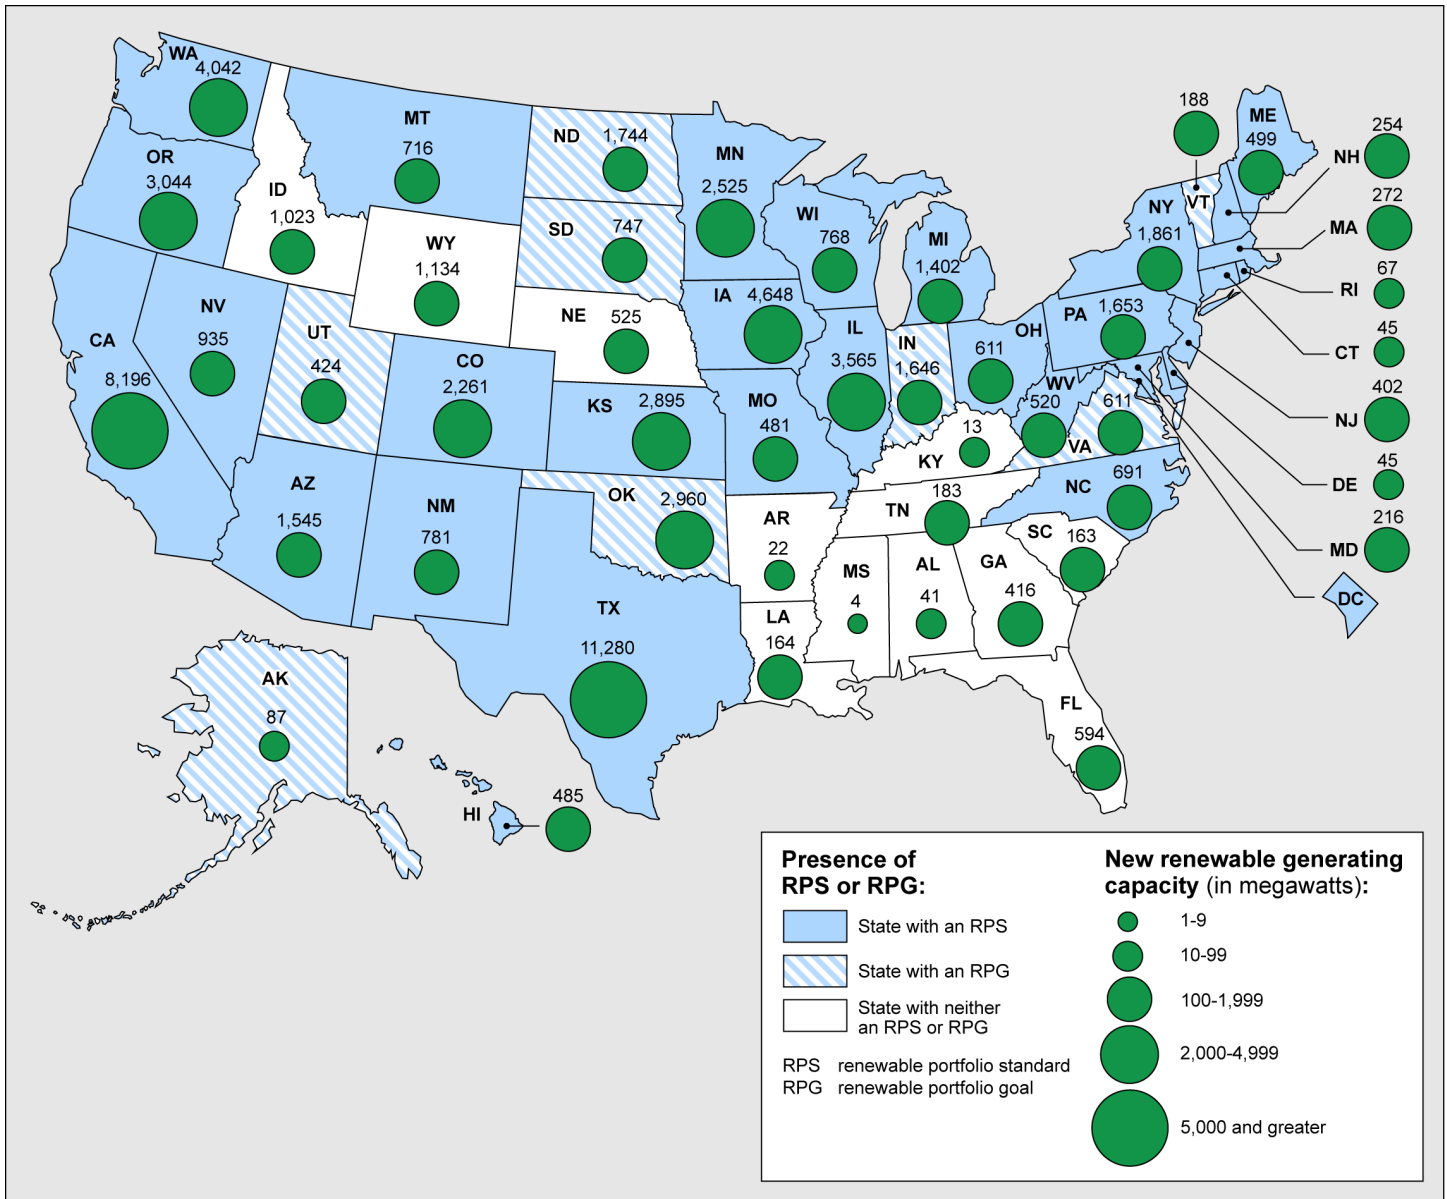 WA
4,042
OR
3,044
CA
8,196
NV
935
ID
1,023
MT
716
WY
1,134
UT
424
CO
2,261
AZ
1,545
NM
781
ND
1,744
SD
747
NE
525
KS
2,895
OK
2,960
TX
11,280
MN
2,525
IA
4,648
MO
481
AR
22
LA
164
WI
768
IL
3,565
MI
1,402
IN
1,646
OH
611
KY
13
TN
183
MS
4
AL
41
GA
416
FL
594
SC
163
NC
691
VA
611
WV
520
PA
1,653
NY
1,861
188
VT
ME
499
NH
254
MA
272
RI
67
CT
45
NJ
402
DE
45
MD
216
DC
AK
87
HI
485
Presence of
RPS or RPG:
State with an RPS
State with an RPG
State with neither
an RPS or RPG
RPS renewable portfolio standard
RPG renewable portfolio goal
New renewable generating
capacity (in megawatts):
1-9
10-99
100-1,999
2,000-4,999
5,000 and greater